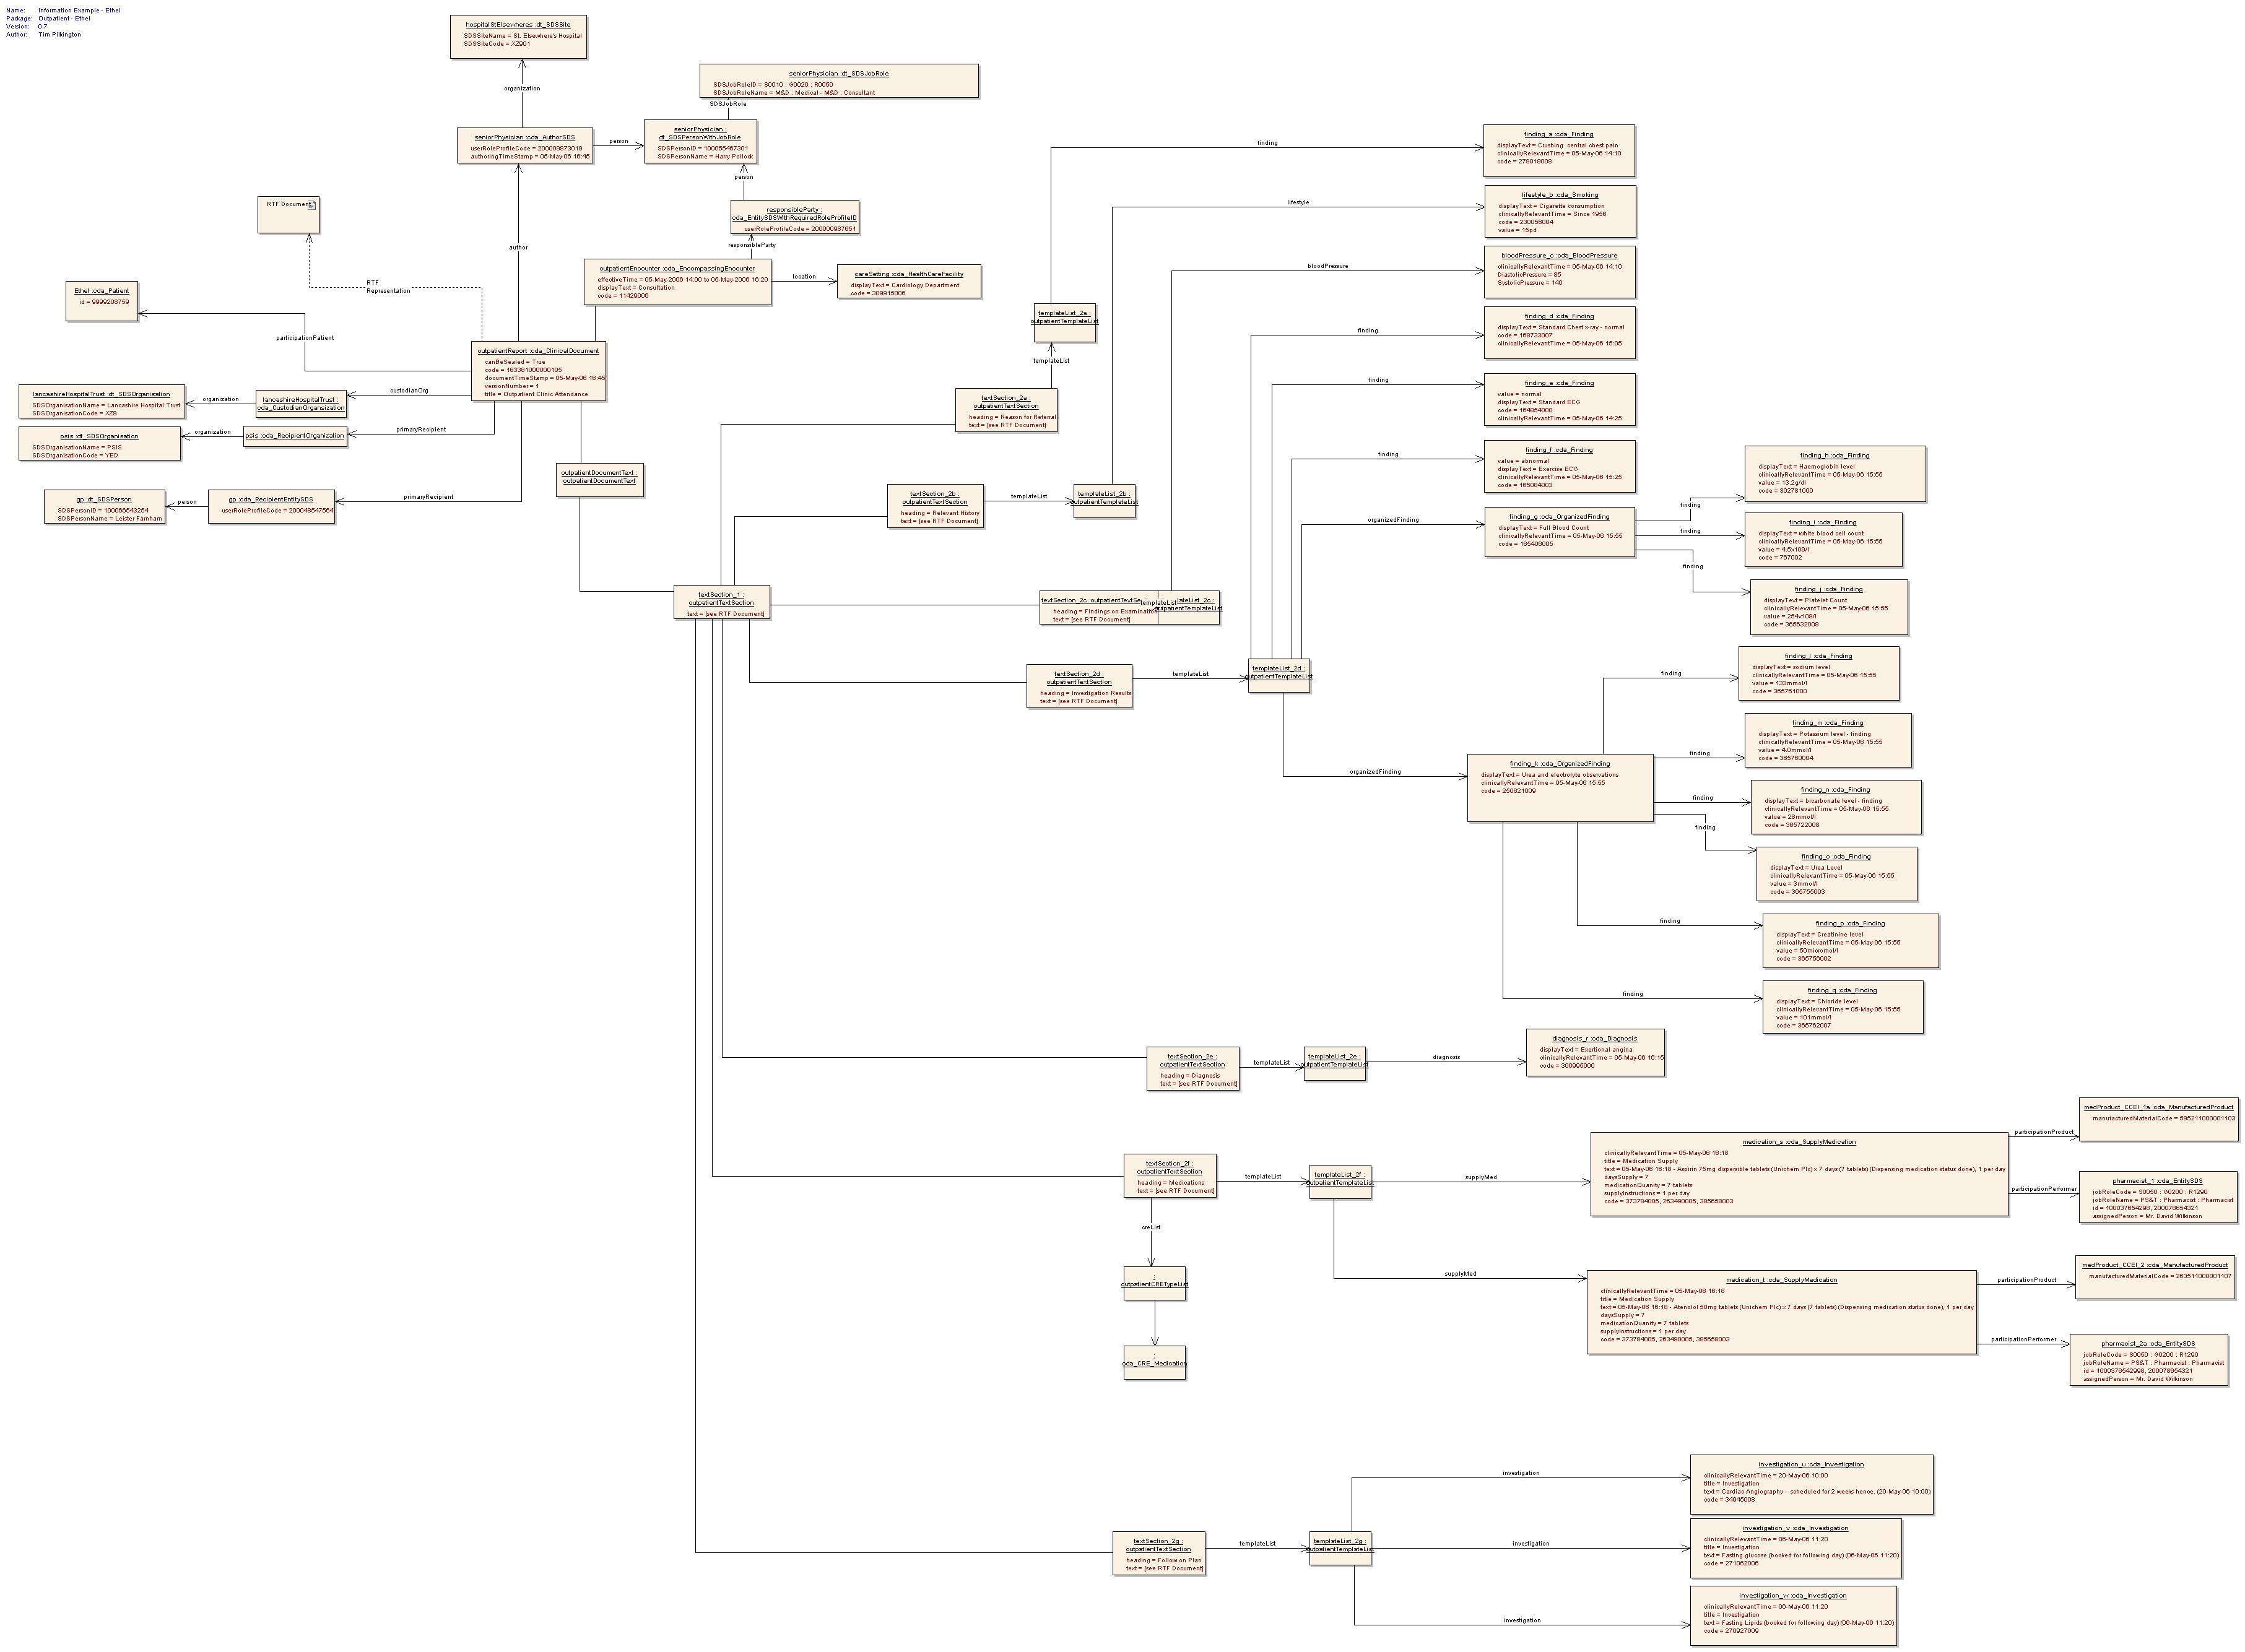 Name: Information Example - Ethel
Package: Outpatient - Ethel
Version: 0.7
Author: Tim Pilkington
hospitalStElsewheres :dt_SDSSite
SDSSiteName = St. Elsewhere's Hospital
SDSSiteCode = XZ901
organization
seniorPhysician :dt_SDSJobRole
SDSJobRoleID = S0010 : G0020 : R0050
SDSJobRoleName = M&D : Medical - M&D : Consultant
SDSJobRole
seniorPhysician :cda_AuthorSDS
userRoleProfileCode = 200009873019
authoringTimeStamp = 05-May-06 16:45
person
seniorPhysician :
dt_SDSPersonWithJobRole
SDSPersonID = 100055467301
SDSPersonName = Harry Pollock
person
responsibleParty :
cda_EntitySDSWithRequiredRoleProfileID
userRoleProfileCode = 200000987651
responsibleParty
RTF Document
author
outpatientEncounter :cda_EncompassingEncounter
effectiveTime = 05-May-2006 14:00 to 05-May-2006 16:20
displayText = Consultation
code = 11429006
location
careSetting :cda_HealthCareFacility
displayText = Cardiology Department
code = 309915006
RTF
Representation
Ethel :cda_Patient
id = 9999208759
participationPatient
outpatientReport :cda_ClinicalDocument
canBeSealed = True
code = 163381000000105
documentTimeStamp = 05-May-06 16:45
versionNumber = 1
title = Outpatient Clinic Attendance
custodianOrg
lancashireHospitalTrust :
cda_CustodianOrgansization
organization
lancashireHospitalTrust :dt_SDSOrganisation
SDSOrganisationName = Lancashire Hospital Trust
SDSOrganisationCode = XZ9
primaryRecipient
psis :cda_RecipientOrganization
organization
psis :dt_SDSOrganisation
SDSOrganisationName = PSIS
SDSOrganisationCode = YED
primaryRecipient
gp :cda_RecipientEntitySDS
userRoleProfileCode = 200048547564
person
gp :dt_SDSPerson
SDSPersonID = 100066543254
SDSPersonName = Leister Farnham
outpatientDocumentText :
outpatientDocumentText
textSection_1 :
outpatientTextSection
text = [see RTF Document]
textSection_2a :
outpatientTextSection
heading = Reason for Referral
text = [see RTF Document]
templateList
templateList_2a :
outpatientTemplateList
finding
finding_a :cda_Finding
displayText = Crushing central chest pain
clinicallyRelevantTime = 05-May-06 14:10
code = 279019008
textSection_2b :
outpatientTextSection
heading = Relevant History
text = [see RTF Document]
templateList
templateList_2b :
outpatientTemplateList
lifestyle
lifestyle_b :cda_Smoking
displayText = Cigarette consumption
clinicallyRelevantTime = Since 1956
code = 230056004
value = 15pd
textSection_2c :outpatientTextSe
heading = Findings on Examination
text = [see RTF Document]
templateList
lateList_2c :
outpatientTemplateList
bloodPressure
bloodPressure_c :cda_BloodPressure
clinicallyRelevantTime = 05-May-06 14:10
DiastolicPressure = 85
SystolicPressure = 140
textSection_2d :
outpatientTextSection
heading = Investigation Results
text = [see RTF Document]
templateList
templateList_2d :
outpatientTemplateList
finding
finding_d :cda_Finding
displayText = Standard Chest x-ray - normal
code = 168733007
clinicallyRelevantTime = 05-May-06 15:05
finding
finding_e :cda_Finding
value = normal
displayText = Standard ECG
code = 164854000
clinicallyRelevantTime = 05-May-06 14:25
finding
finding_f :cda_Finding
value = abnormal
displayText = Exercise ECG
clinicallyRelevantTime = 05-May-06 15:25
code = 165084003
organizedFinding
finding_g :cda_OrganizedFinding
displayText = Full Blood Count
clinicallyRelevantTime = 05-May-06 15:55
code = 165406005
finding
finding_h :cda_Finding
displayText = Haemoglobin level
clinicallyRelevantTime = 05-May-06 15:55
value = 13.2g/dl
code = 302781000
finding
finding_i :cda_Finding
displayText = white blood cell count
clinicallyRelevantTime = 05-May-06 15:55
value = 4.5x109/l
code = 767002
finding
finding_j :cda_Finding
displayText = Platelet Count
clinicallyRelevantTime = 05-May-06 15:55
value = 254x109/l
code = 365632008
organizedFinding
finding_k :cda_OrganizedFinding
displayText = Urea and electrolyte observations
clinicallyRelevantTime = 05-May-06 15:55
code = 250621009
finding
finding_l :cda_Finding
displayText = sodium level
clinicallyRelevantTime = 05-May-06 15:55
value = 133mmol/l
code = 365761000
finding
finding_m :cda_Finding
displayText = Potassium level - finding
clinicallyRelevantTime = 05-May-06 15:55
value = 4.0mmol/l
code = 365760004
finding
finding_n :cda_Finding
displayText = bicarbonate level - finding
clinicallyRelevantTime = 05-May-06 15:55
value = 28mmol/l
code = 365722008
finding
finding_o :cda_Finding
displayText = Urea Level
clinicallyRelevantTime = 05-May-06 15:55
value = 3mmol/l
code = 365755003
finding
finding_p :cda_Finding
displayText = Creatinine level
clinicallyRelevantTime = 05-May-06 15:55
value = 50micromol/l
code = 365756002
finding
finding_q :cda_Finding
displayText = Chloride level
clinicallyRelevantTime = 05-May-06 15:55
value = 101mmol/l
code = 365762007
textSection_2e :
outpatientTextSection
heading = Diagnosis
text = [see RTF Document]
templateList
templateList_2e :
outpatientTemplateList
diagnosis
diagnosis_r :cda_Diagnosis
displayText = Exertional angina
clinicallyRelevantTime = 05-May-06 16:15
code = 300995000
textSection_2f :
outpatientTextSection
heading = Medications
text = [see RTF Document]
templateList
templateList_2f :
outpatientTemplateList
supplyMed
medication_s :cda_SupplyMedication
clinicallyRelevantTime = 05-May-06 16:18
title = Medication Supply
text = 05-May-06 16:18 - Aspirin 75mg dispersible tablets (Unichem Plc) x 7 days (7 tablets) (Dispensing medication status done), 1 per day
daysSupply = 7
medicationQuanity = 7 tablets
supplyInstructions = 1 per day
code = 373784005, 263490005, 385658003
participationProduct
medProduct_CCEI_1a :cda_ManufacturedProduct
manufacturedMaterialCode = 595211000001103
participationPerformer
pharmacist_1 :cda_EntitySDS
jobRoleCode = S0050 : G0200 : R1290
jobRoleName = PS&T : Pharmacist : Pharmacist
id = 100037654298, 200078654321
assignedPerson = Mr. David Wilkinson
creList
:
outpatientCRETypeList
:
cda_CRE_Medication
supplyMed
medication_t :cda_SupplyMedication
clinicallyRelevantTime = 05-May-06 16:18
title = Medication Supply
text = 05-May-06 16:18 - Atenolol 50mg tablets (Unichem Plc) x 7 days (7 tablets) (Dispensing medication status done), 1 per day
daysSupply = 7
medicationQuanity = 7 tablets
supplyInstructions = 1 per day
code = 373784005, 263490005, 385658003
participationProduct
medProduct_CCEI_2 :cda_ManufacturedProduct
manufacturedMaterialCode = 263511000001107
participationPerformer
pharmacist_2a :cda_EntitySDS
jobRoleCode = S0050 : G0200 : R1290
jobRoleName = PS&T : Pharmacist : Pharmacist
id = 1000376542998, 200078654321
assignedPerson = Mr. David Wilkinson
textSection_2g :
outpatientTextSection
heading = Follow on Plan
text = [see RTF Document]
templateList
templateList_2g :
outpatientTemplateList
investigation
investigation_u :cda_Investigation
clinicallyRelevantTime = 20-May-06 10:00
title = Investigation
text = Cardiac Angiography - scheduled for 2 weeks hence. (20-May-06 10:00)
code = 34945008
investigation
investigation_v :cda_Investigation
clinicallyRelevantTime = 06-May-06 11:20
title = Investigation
text = Fasting glucose (booked for following day) (06-May-06 11:20)
code = 271062006
investigation
investigation_w :cda_Investigation
clinicallyRelevantTime = 06-May-06 11:20
title = Investigation
text = Fasting Lipids (booked for following day) (06-May-06 11:20)
code = 270927009